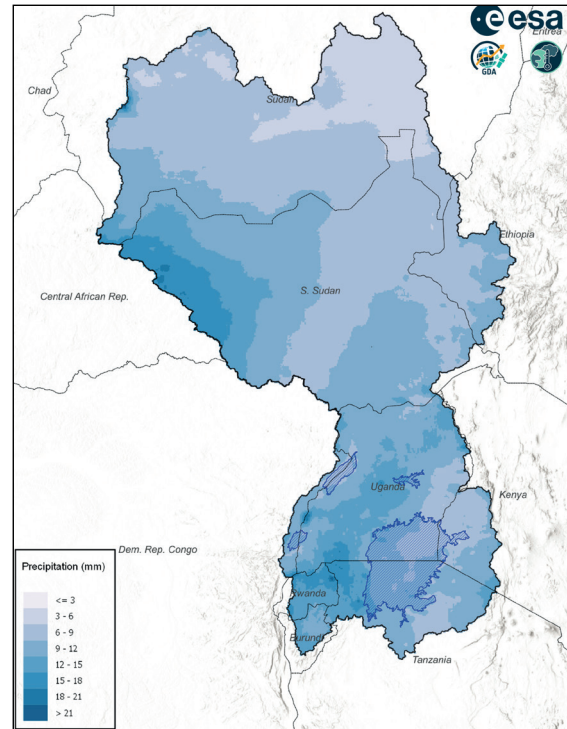 esa
GDA
Eritrea
Chad
Sudan
Ethiopia
Central African Rep.
S. Sudan
Uganda
Kenya
Dem. Rep. Congo
Rwanda
Burundi
Tanzania
Precipitation (mm)
<= 3
3 - 6
6 - 9
9 - 12
12 - 15
15 - 18
18 - 21
> 21